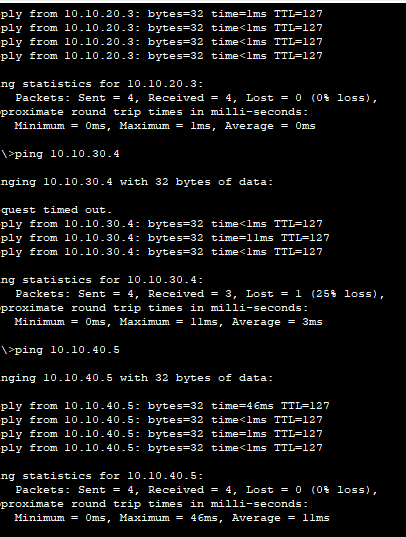 ply from 10.10.20.3: bytes=32 time=1ms TTL=127
ply from 10.10.20.3: bytes=32 time<1ms TTL=127
ply from 10.10.20.3: bytes=32 time<1ms TTL=127
ply from 10.10.20.3: bytes=32 time<1ms TTL=127
ng statistics for 10.10.20.3:
Packets: Sent = 4, Received = 4, Lost = 0 (0% loss),
proximate round trip times in milli-seconds:
Minimum = 0ms, Maximum = 1ms, Average = 0ms
\>ping 10.10.30.4
nging 10.10.30.4 with 32 bytes of data:
quest timed out.
ply from 10.10.30.4: bytes=32 time<1ms TTL=127
ply from 10.10.30.4: bytes=32 time=11ms TTL=127
ply from 10.10.30.4: bytes=32 time<1ms TTL=127
ng statistics for 10.10.30.4:
Packets: Sent = 4, Received = 3, Lost = 1 (25% loss),
proximate round trip times in milli-seconds:
Minimum = 0ms, Maximum = 11ms, Average = 3ms
\>ping 10.10.40.5
nging 10.10.40.5 with 32 bytes of data:
ply from 10.10.40.5: bytes=32 time=46ms TTL=127
ply from 10.10.40.5: bytes=32 time<1ms TTL=127
ply from 10.10.40.5: bytes=32 time=1ms TTL=127
ply from 10.10.40.5: bytes=32 time<1ms TTL=127
ng statistics for 10.10.40.5:
Packets: Sent = 4, Received = 4, Lost = 0 (0% loss),
proximate round trip times in milli-seconds:
Minimum = 0ms, Maximum = 46ms, Average = 11ms